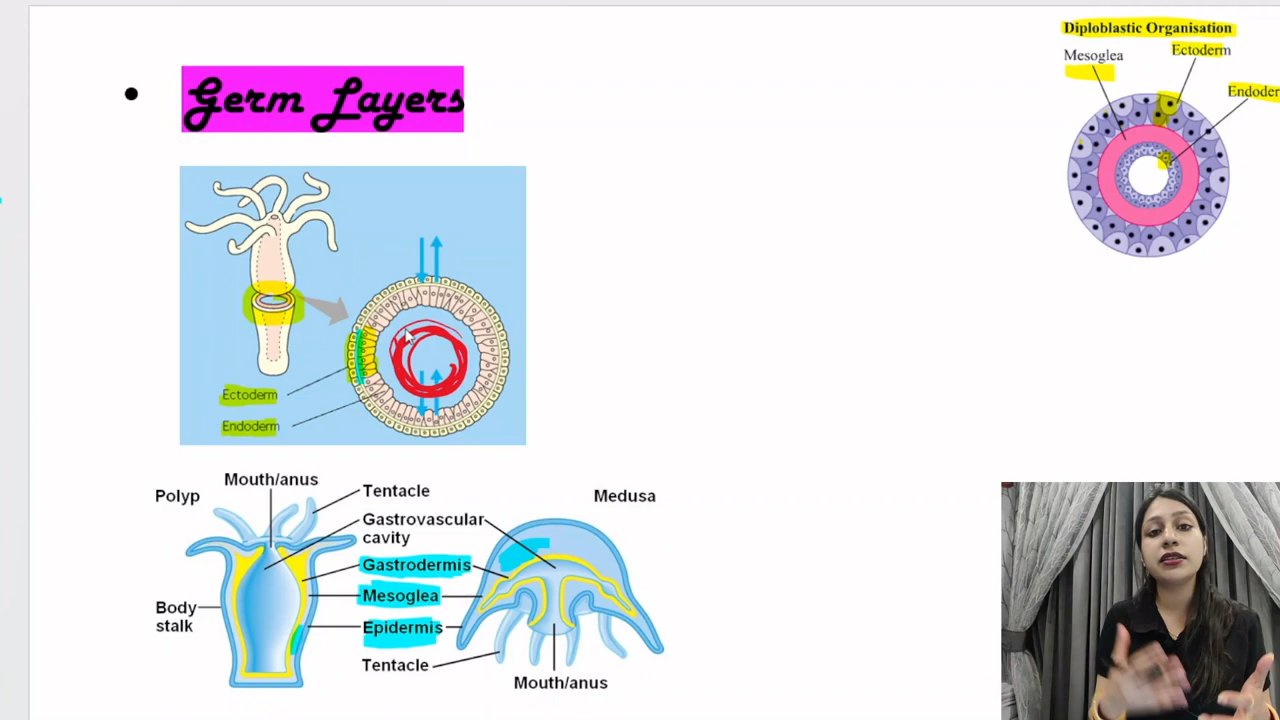 Diploblastic Organisation
Mesoglea
Ectoderm
Endoder
• Germ Layers
Ectoderm
Endoderm
Mouth/anus
Polyp
Tentacle
Medusa
Gastrovascular
cavity
Gastrodermis
Mesoglea
Body
stalk
Epidermis
Tentacle
Mouth/anus